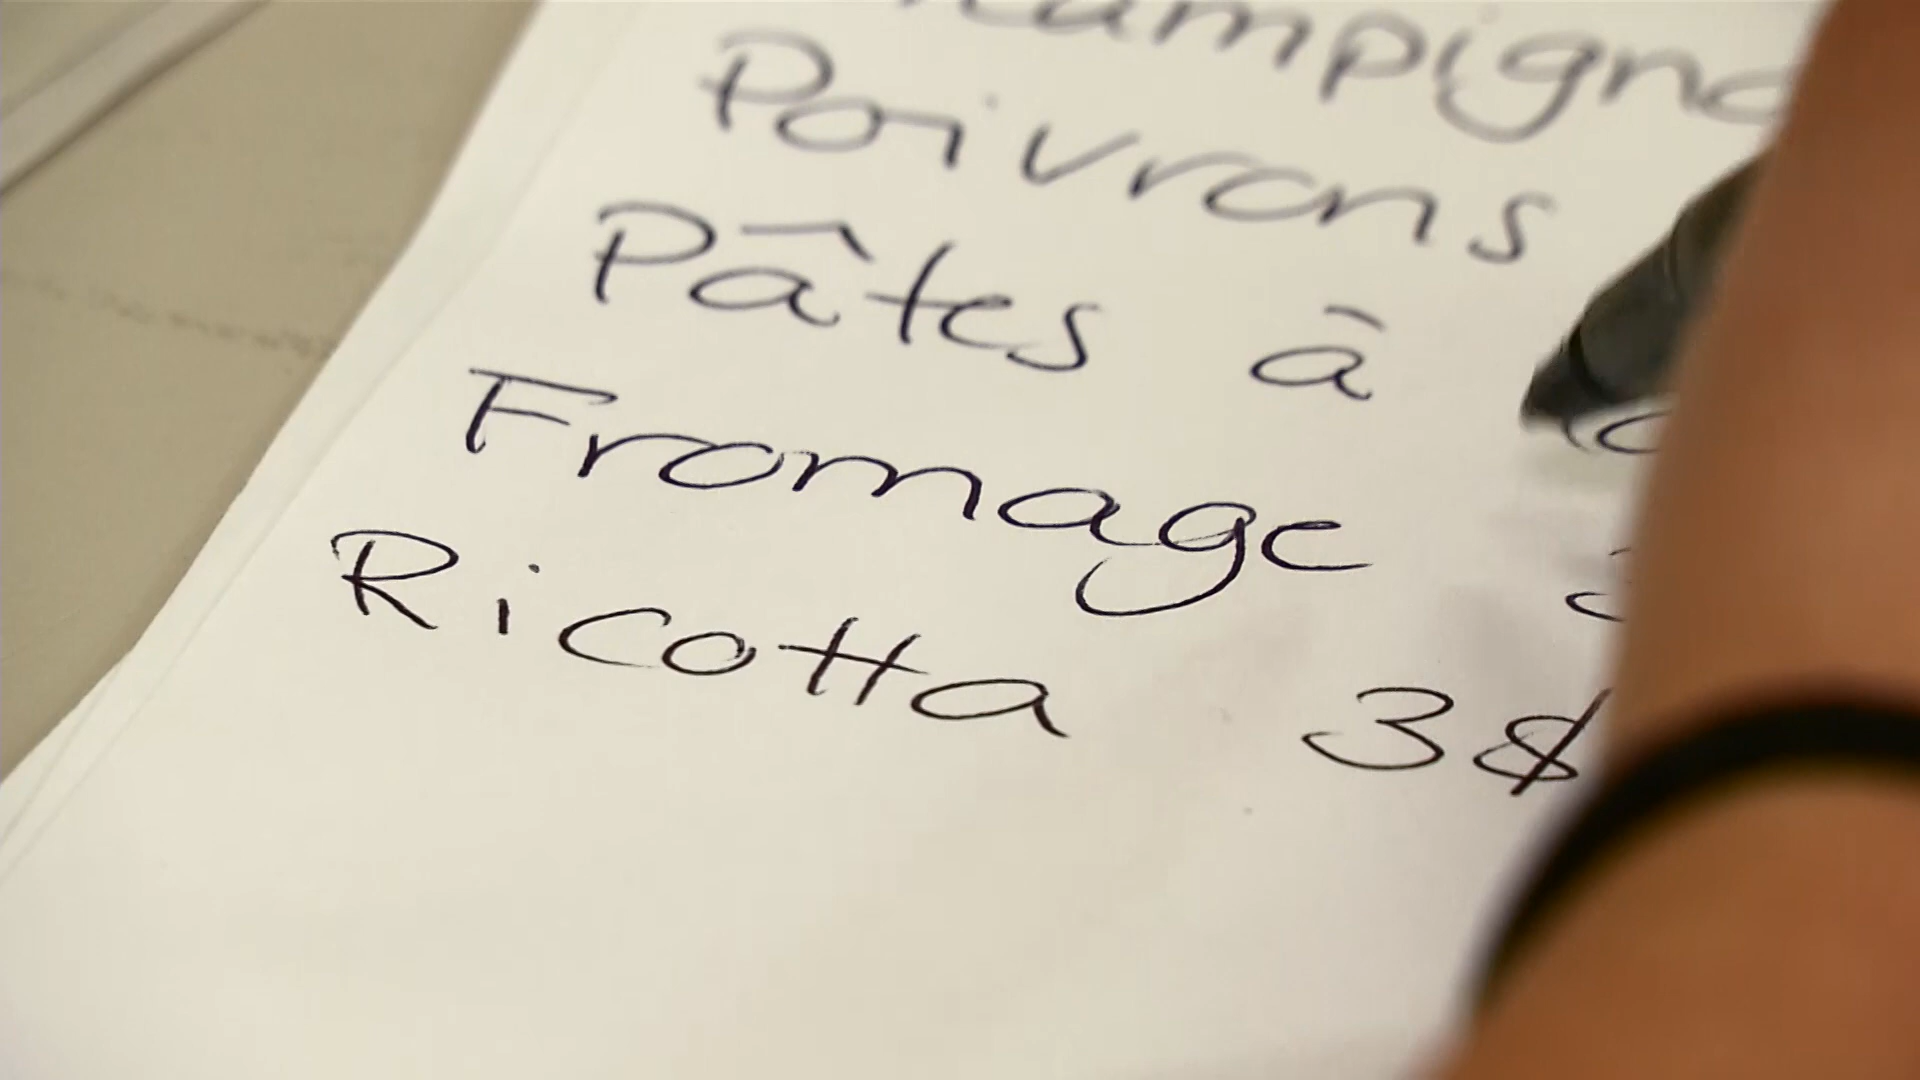 Poivrons
Pâtes à
Fromage
Ricotta 3$